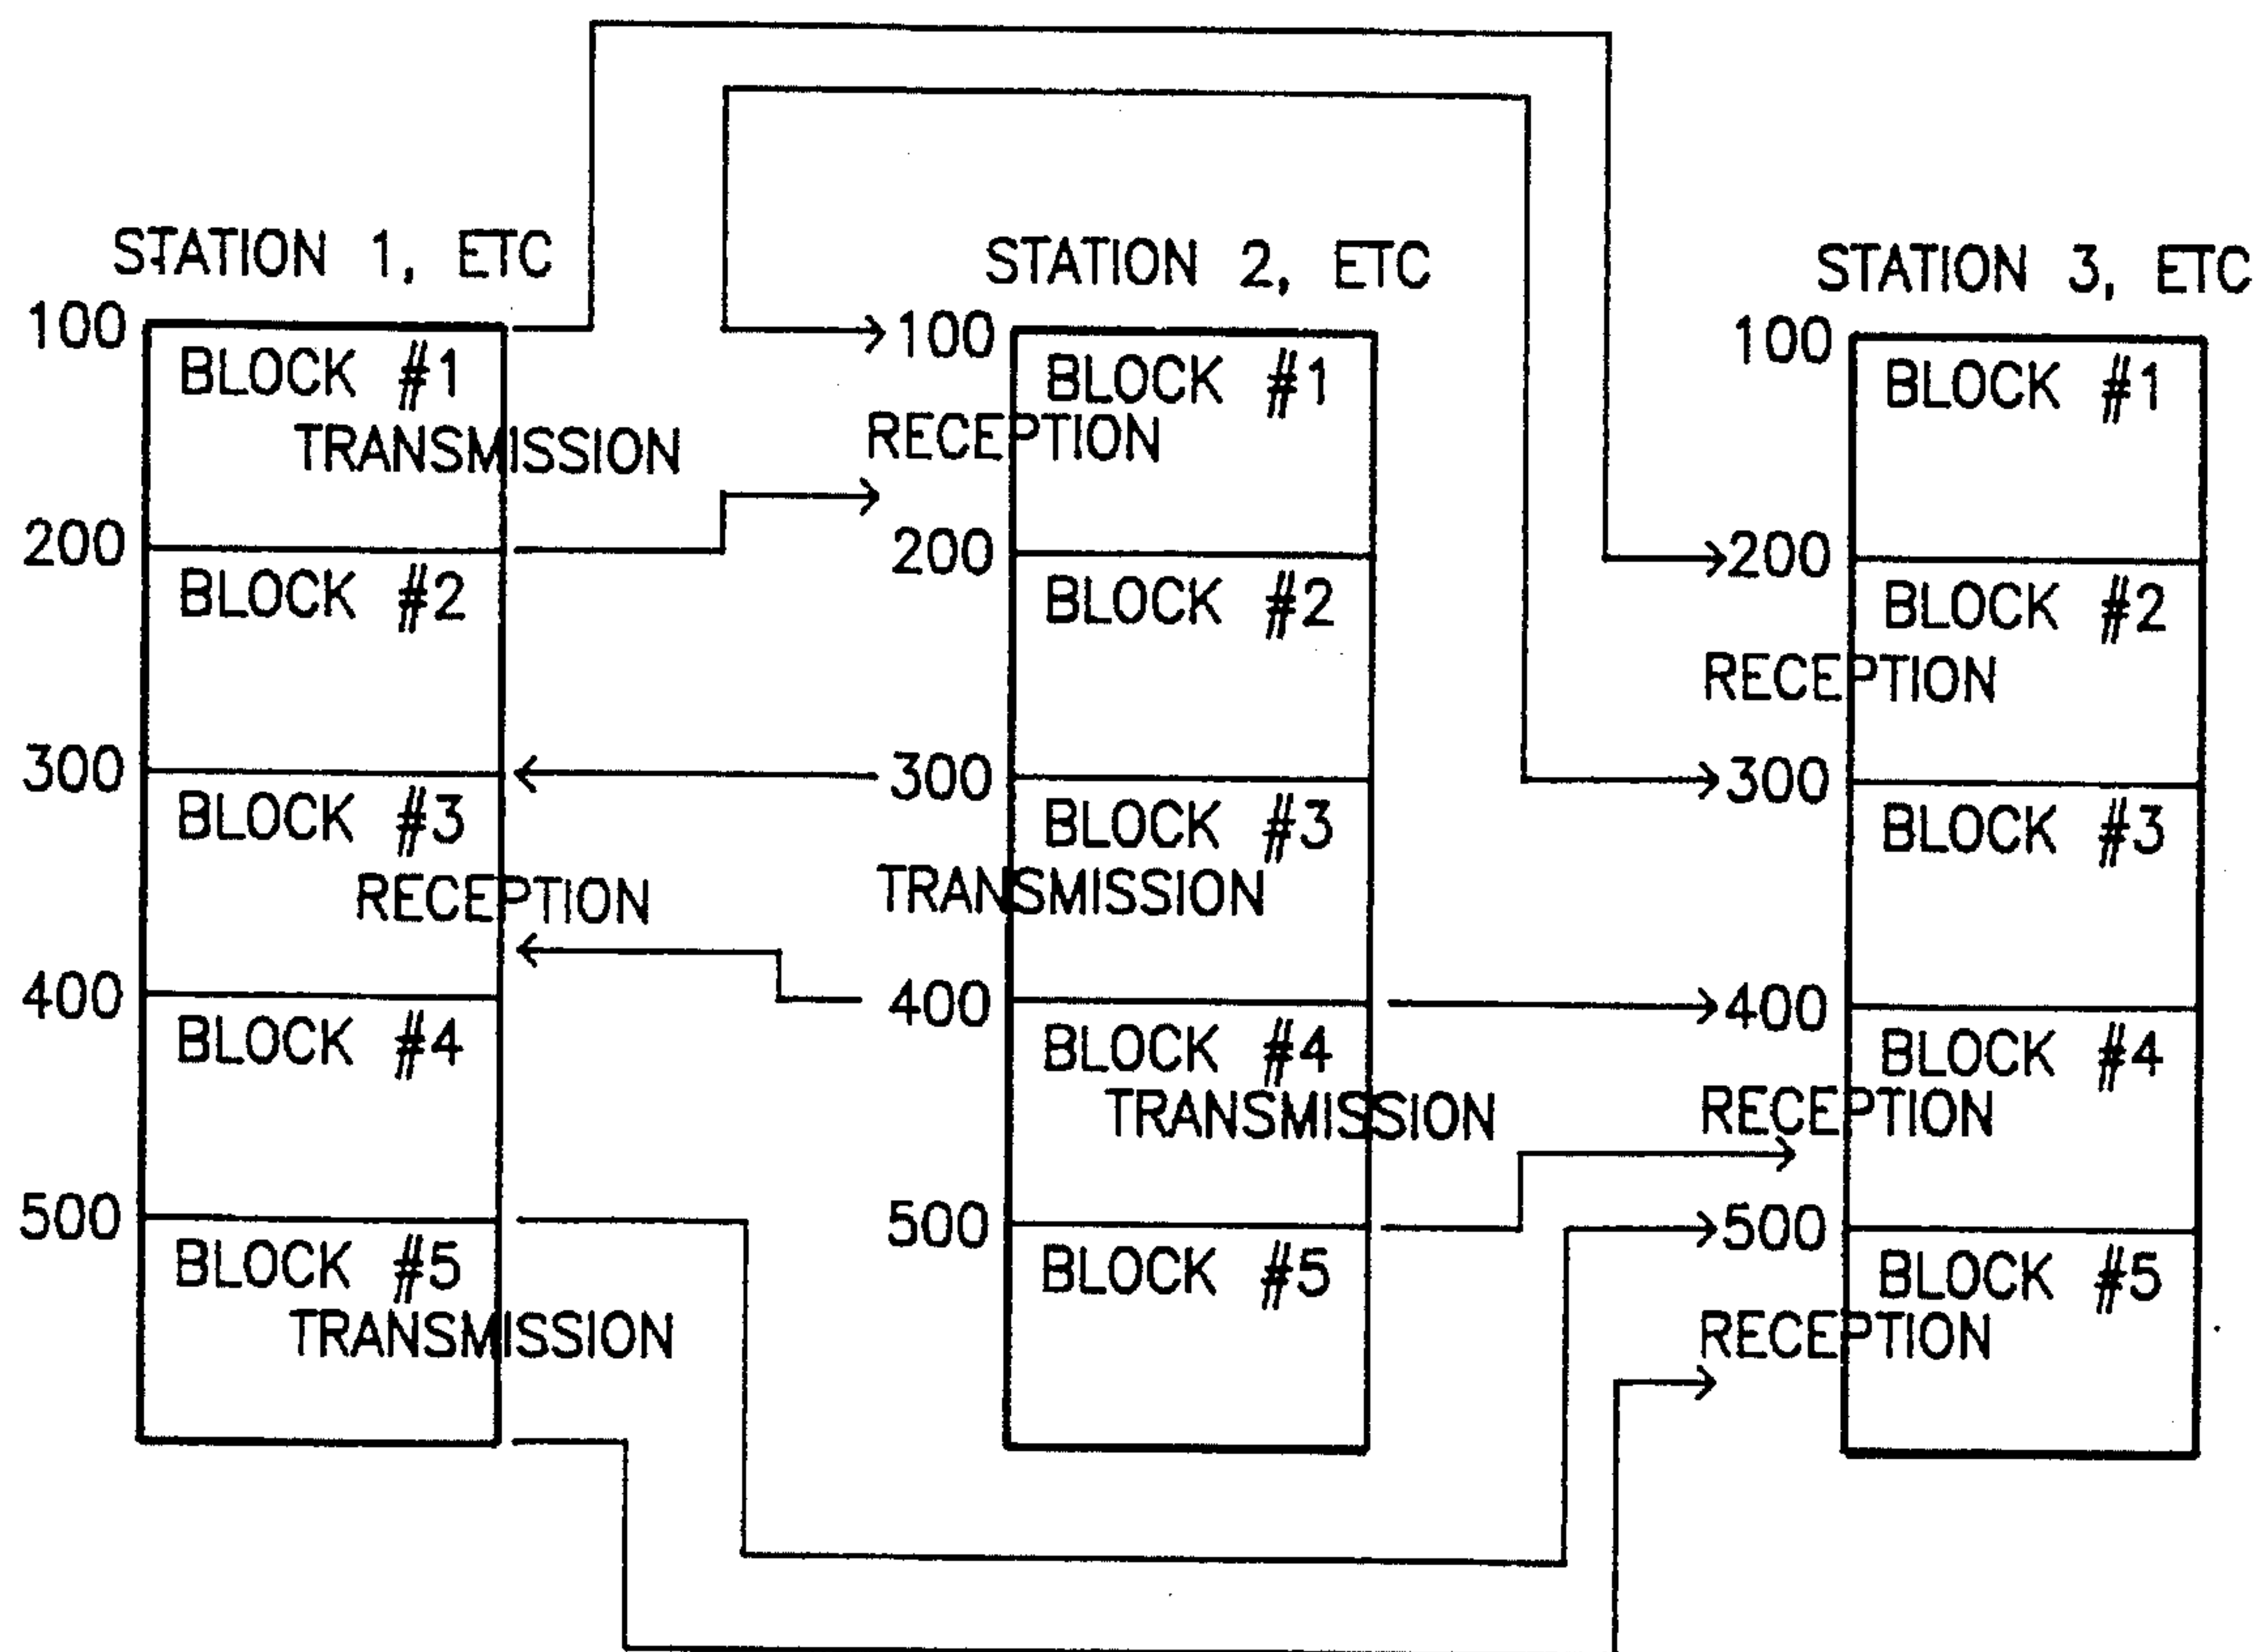 STATION 1, ETC
100
BLOCK #1
TRANSMISSION
200
BLOCK #2
300
BLOCK #3
RECEPTION
400
BLOCK #4
500
BLOCK #5
TRANSMISSION
STATION 2, ETC
100
BLOCK #1
RECEPTION
200
BLOCK #2
300
BLOCK #3
TRANSMISSION
400
BLOCK #4
TRANSMISSION
500
BLOCK #5
STATION 3, ETC
100
BLOCK #1
200
BLOCK #2
RECEPTION
300
BLOCK #3
400
BLOCK #4
RECEPTION
500
BLOCK #5
RECEPTION